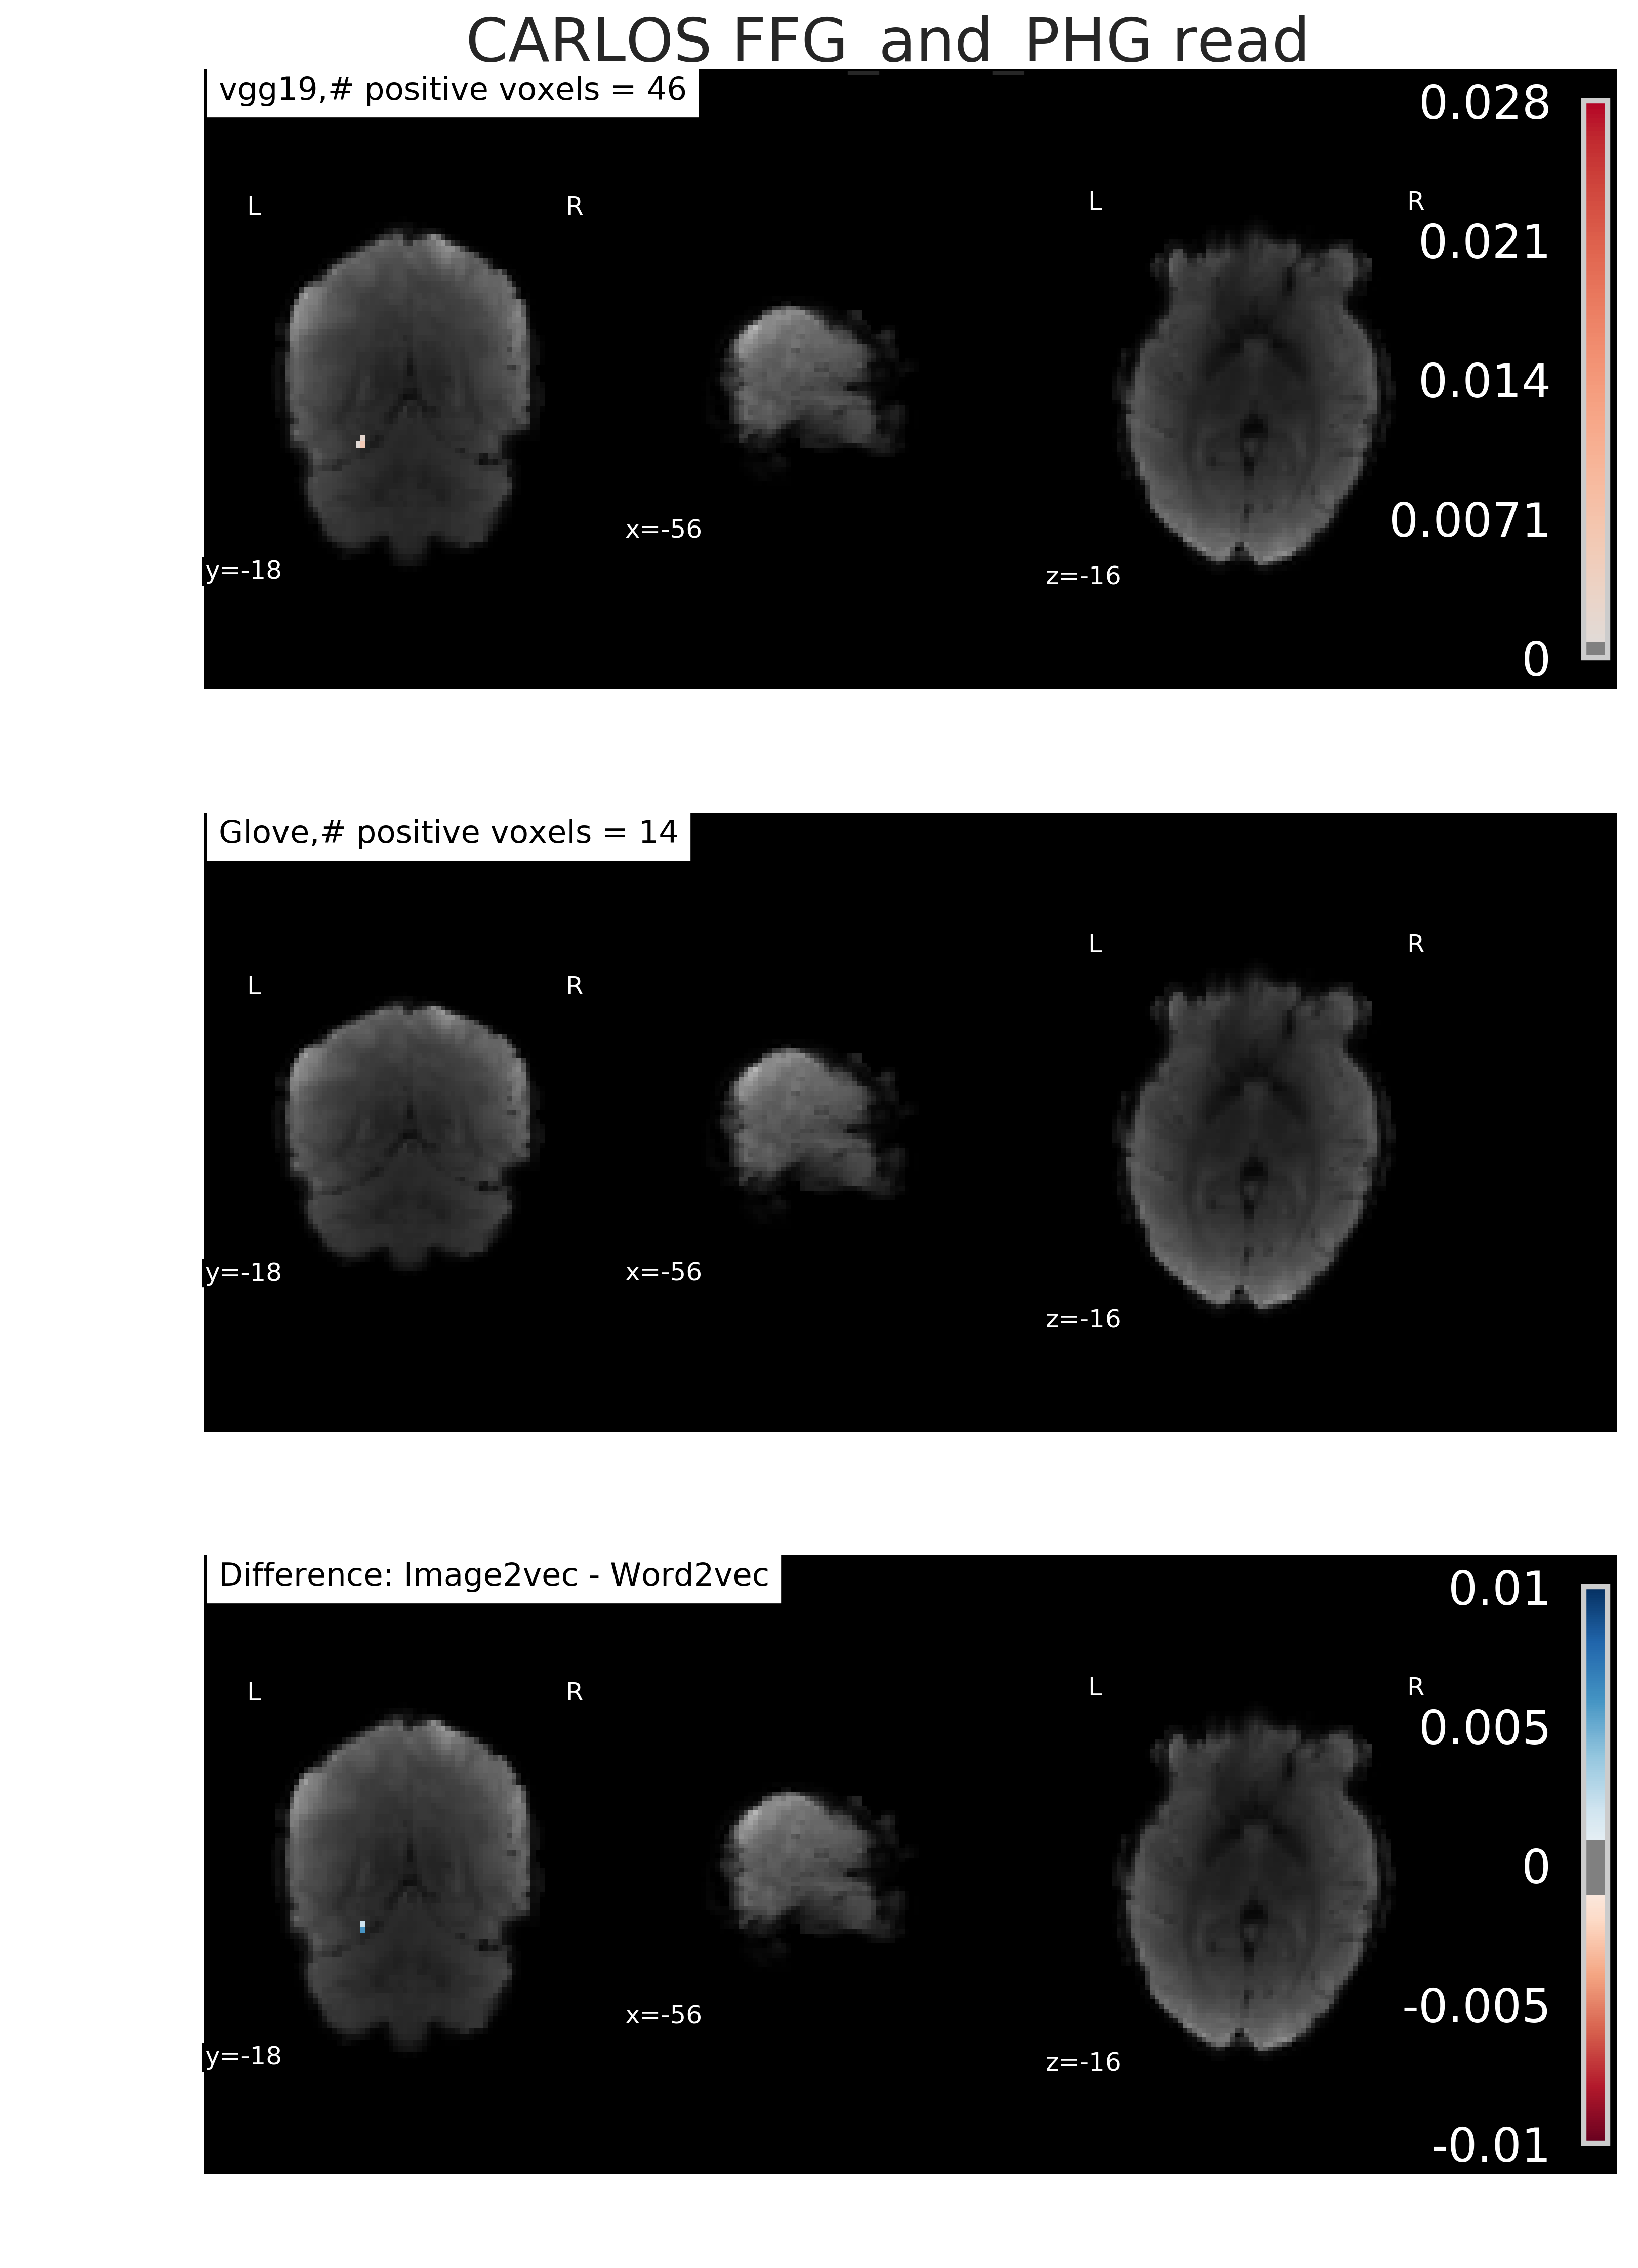 CARLOS FFG_and_PHG read
vgg19,# positive voxels = 46
0.028
L R L R
0.021
0.014
0.0071
x=-56
y=-18
z=-16
0
Glove,# positive voxels = 14
L R
L R
y=-18
x=-56
z=-16
Difference: Image2vec - Word2vec
0.01
L R L R
0.005
0
-0.005
x=-56
y=-18
z=-16
-0.01